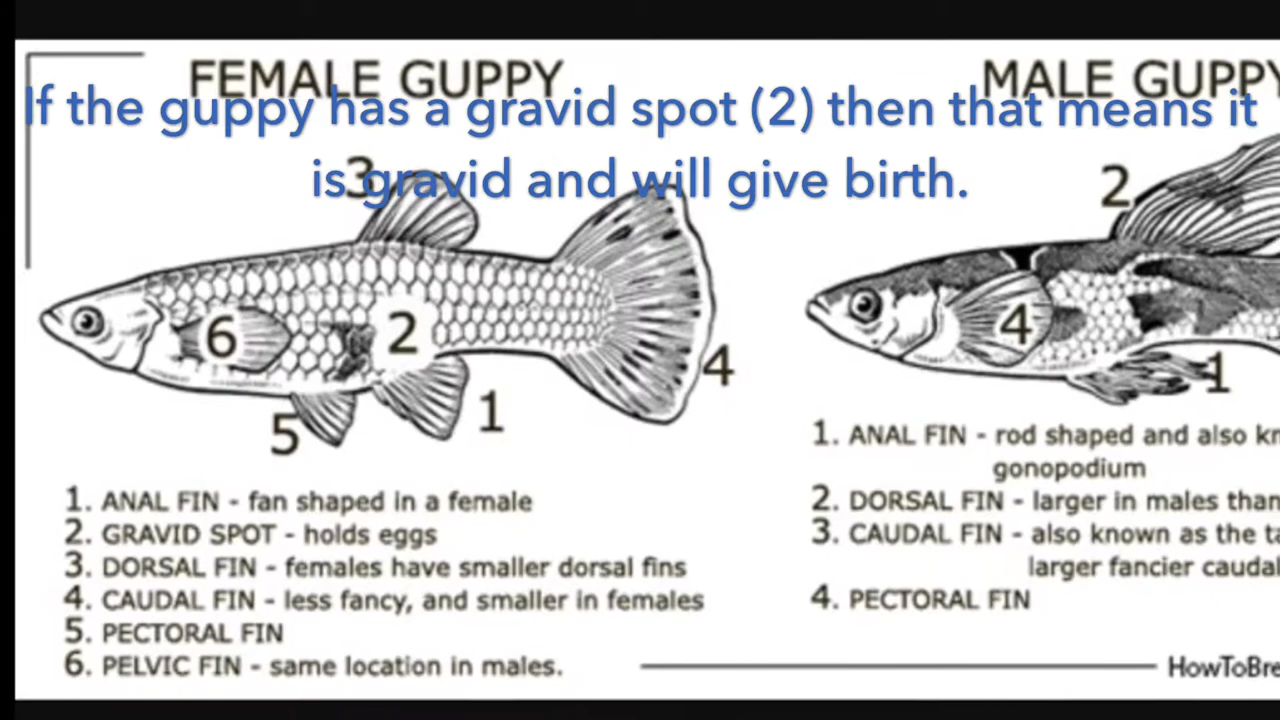 FEMALE GUPPY
MALE GUPPY
If the guppy has a gravid spot (2) then that means it
is gravid and will give birth.
3
6
2
4
5
1
1. ANAL FIN - fan shaped in a female
2. GRAVID SPOT - holds eggs
3. DORSAL FIN - females have smaller dorsal fins
4. CAUDAL FIN - less fancy, and smaller in females
5. PECTORAL FIN
6. PELVIC FIN - same location in males.
2
4
1
1. ANAL FIN - rod shaped and also
gonopodium
2. DORSAL FIN - larger in males than
3. CAUDAL FIN - also known as the
larger fancier
4. PECTORAL FIN